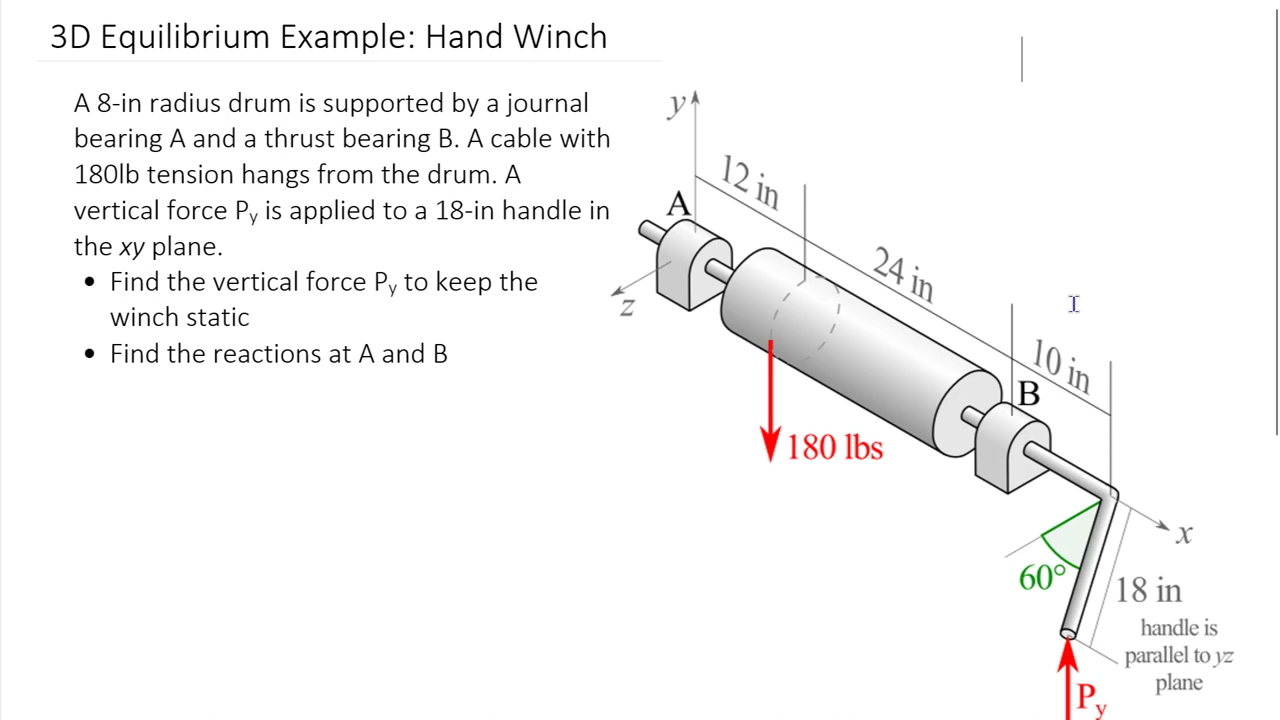 3D Equilibrium Example: Hand Winch
A 8-in radius drum is supported by a journal
bearing A and a thrust bearing B. A cable with
180lb tension hangs from the drum. A
vertical force Py is applied to a 18-in handle in
the xy plane.
• Find the vertical force Py to keep the
winch static
• Find the reactions at A and B
y
12 in
A
z
24 in
10 in
B
180 lbs
x
60°
18 in
handle is
parallel to yz
plane
Py